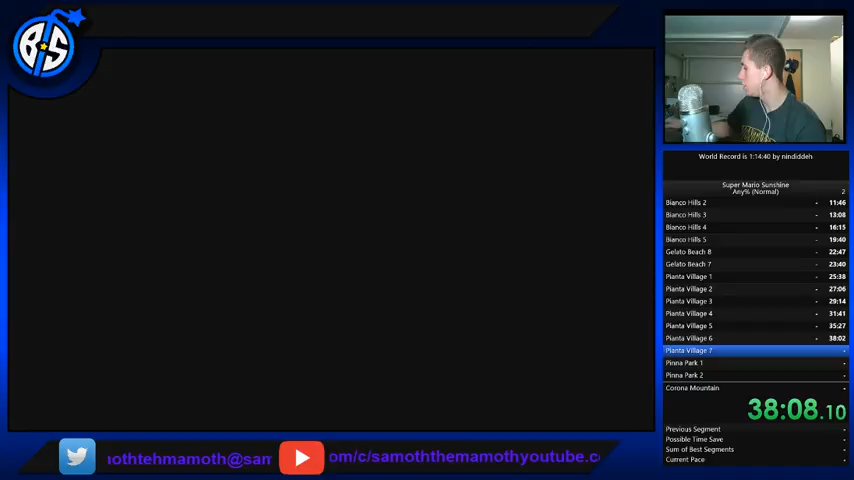 BS
World Record is 1:14:40 by nindiddeh
Super Mario Sunshine
Any% (Normal) 2
Bianco Hills 2 - 11:46
Bianco Hills 3 - 13:08
Bianco Hills 4 - 16:15
Bianco Hills 5 - 19:40
Gelato Beach 8 - 22:47
Gelato Beach 7 - 23:40
Pianta Village 1 - 25:38
Pianta Village 2 - 27:06
Pianta Village 3 - 29:14
Pianta Village 4 - 31:41
Pianta Village 5 - 35:27
Pianta Village 6 - 38:02
Pianta Village 7 -
Pinna Park 1 -
Pinna Park 2 -
Corona Mountain -
38:08.10
Previous Segment -
Possible Time Save -
Sum of Best Segments -
Current Pace -
othtehmamoth@sam
om/c/samoththemamothyoutube.c